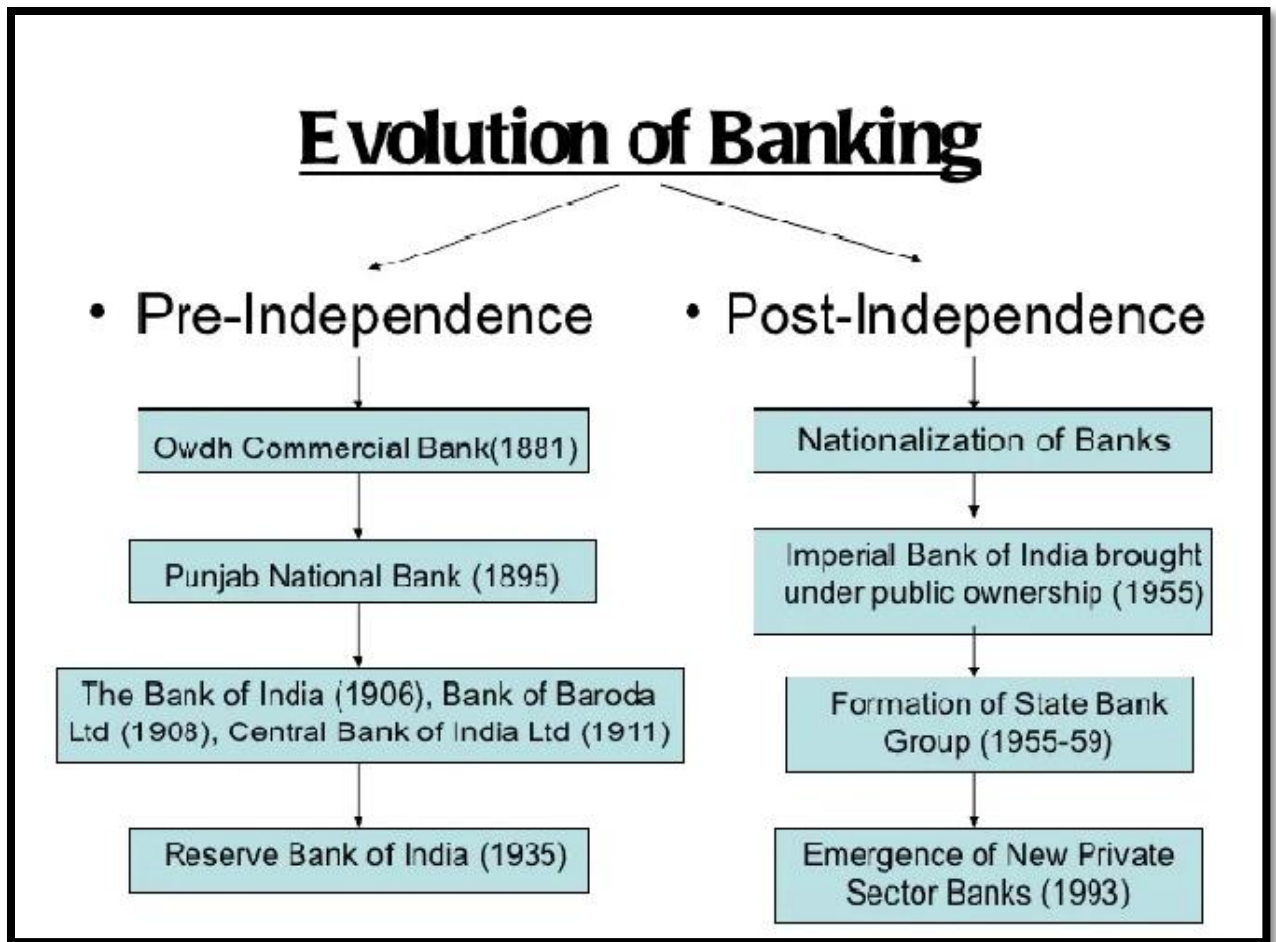 Evolution of Banking
• Pre-Independence
Owdh Commercial Bank(1881)
Punjab National Bank (1895)
The Bank of India (1906), Bank of Baroda
Ltd (1908), Central Bank of India Ltd (1911)
Reserve Bank of India (1935)
• Post-Independence
Nationalization of Banks
Imperial Bank of India brought
under public ownership (1955)
Formation of State Bank
Group (1955-59)
Emergence of New Private
Sector Banks (1993)